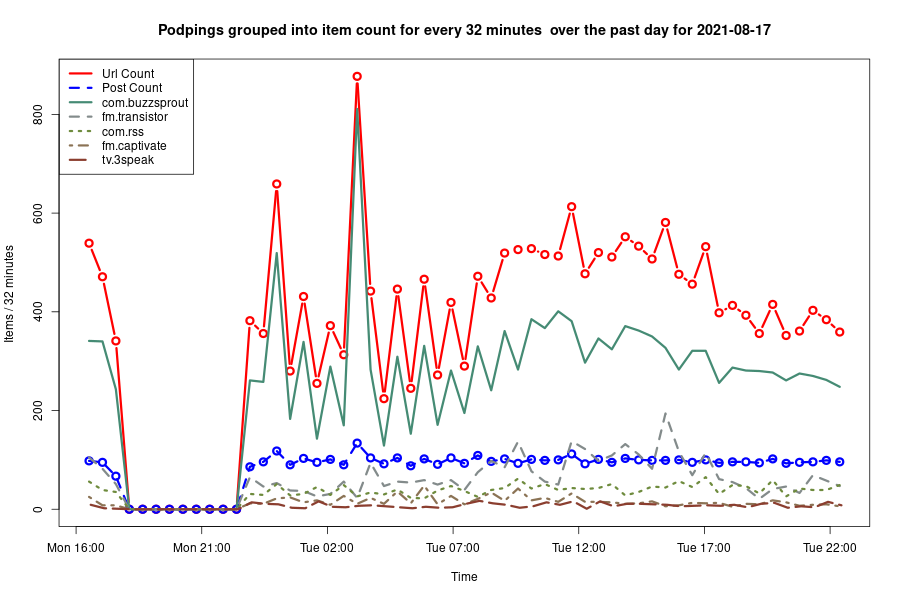 Podpings grouped into item count for every 32 minutes  over the past day for 2021-08-17
Url Count
Post Count
com.buzzsprout
fm.transistor
com.rss
fm.captivate
tv.3speak
Items / 32 minutes
800
600
400
200
0
Mon 16:00
Mon 21:00
Tue 02:00
Tue 07:00
Tue 12:00
Tue 17:00
Tue 22:00
Time